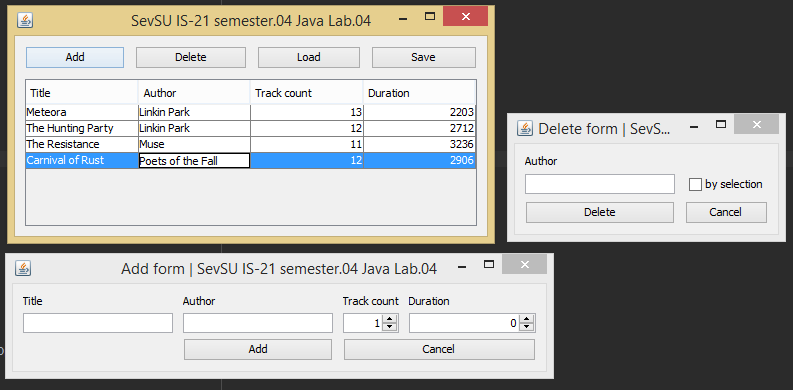 SevSU IS-21 semester.04 Java Lab.04
Add Delete Load Save
Title Author Track count Duration
Meteora Linkin Park 13 2203
The Hunting Party Linkin Park 12 2712
The Resistance Muse 11 3236
Carnival of Rust Poets of the Fall 12 2906
Delete form | SevS...
Author
by selection
Delete Cancel
Add form | SevSU IS-21 semester.04 Java Lab.04
Title Author Track count Duration
1 0
Add Cancel